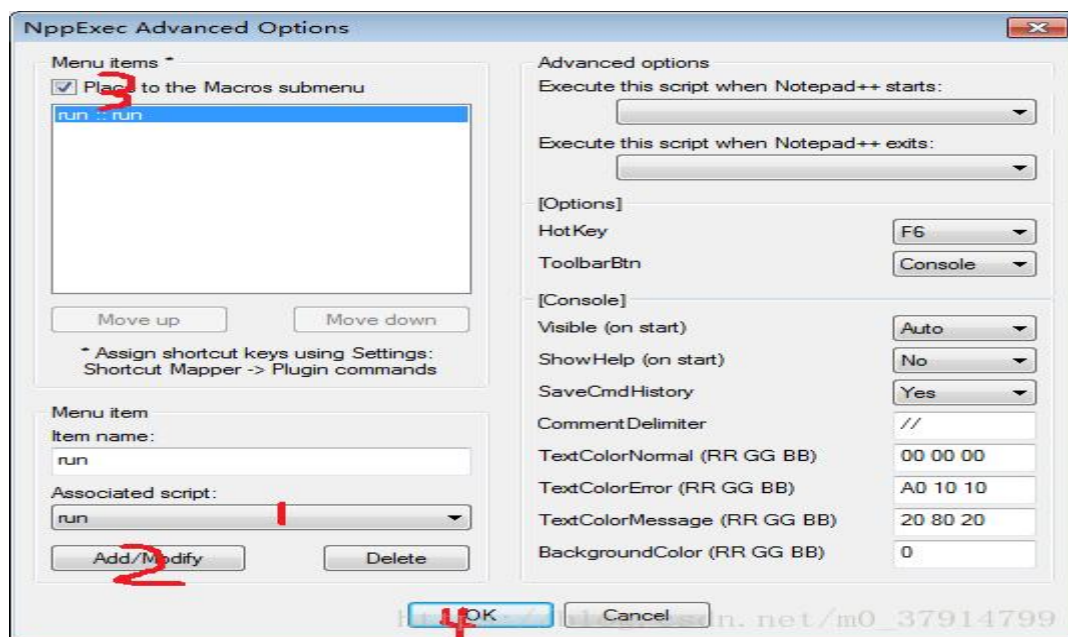 NppExec Advanced Options
Menu items *
3
Place to the Macros submenu
run :: run
Move up
Move down
* Assign shortcut keys using Settings:
Shortcut Mapper -> Plugin commands
Menu item
Item name:
run
Associated script:
run
1
Add/Modify
2
Delete
Advanced options
Execute this script when Notepad++ starts:
Execute this script when Notepad++ exits:
[Options]
HotKey
F6
ToolbarBtn
Console
[Console]
Visible (on start)
Auto
ShowHelp (on start)
No
SaveCmdHistory
Yes
CommentDelimiter
//
TextColorNormal (RR GG BB)
00 00 00
TextColorError (RR GG BB)
A0 10 10
TextColorMessage (RR GG BB)
20 80 20
BackgroundColor (RR GG BB)
0
4
OK
Cancel
.net/m0_37914799